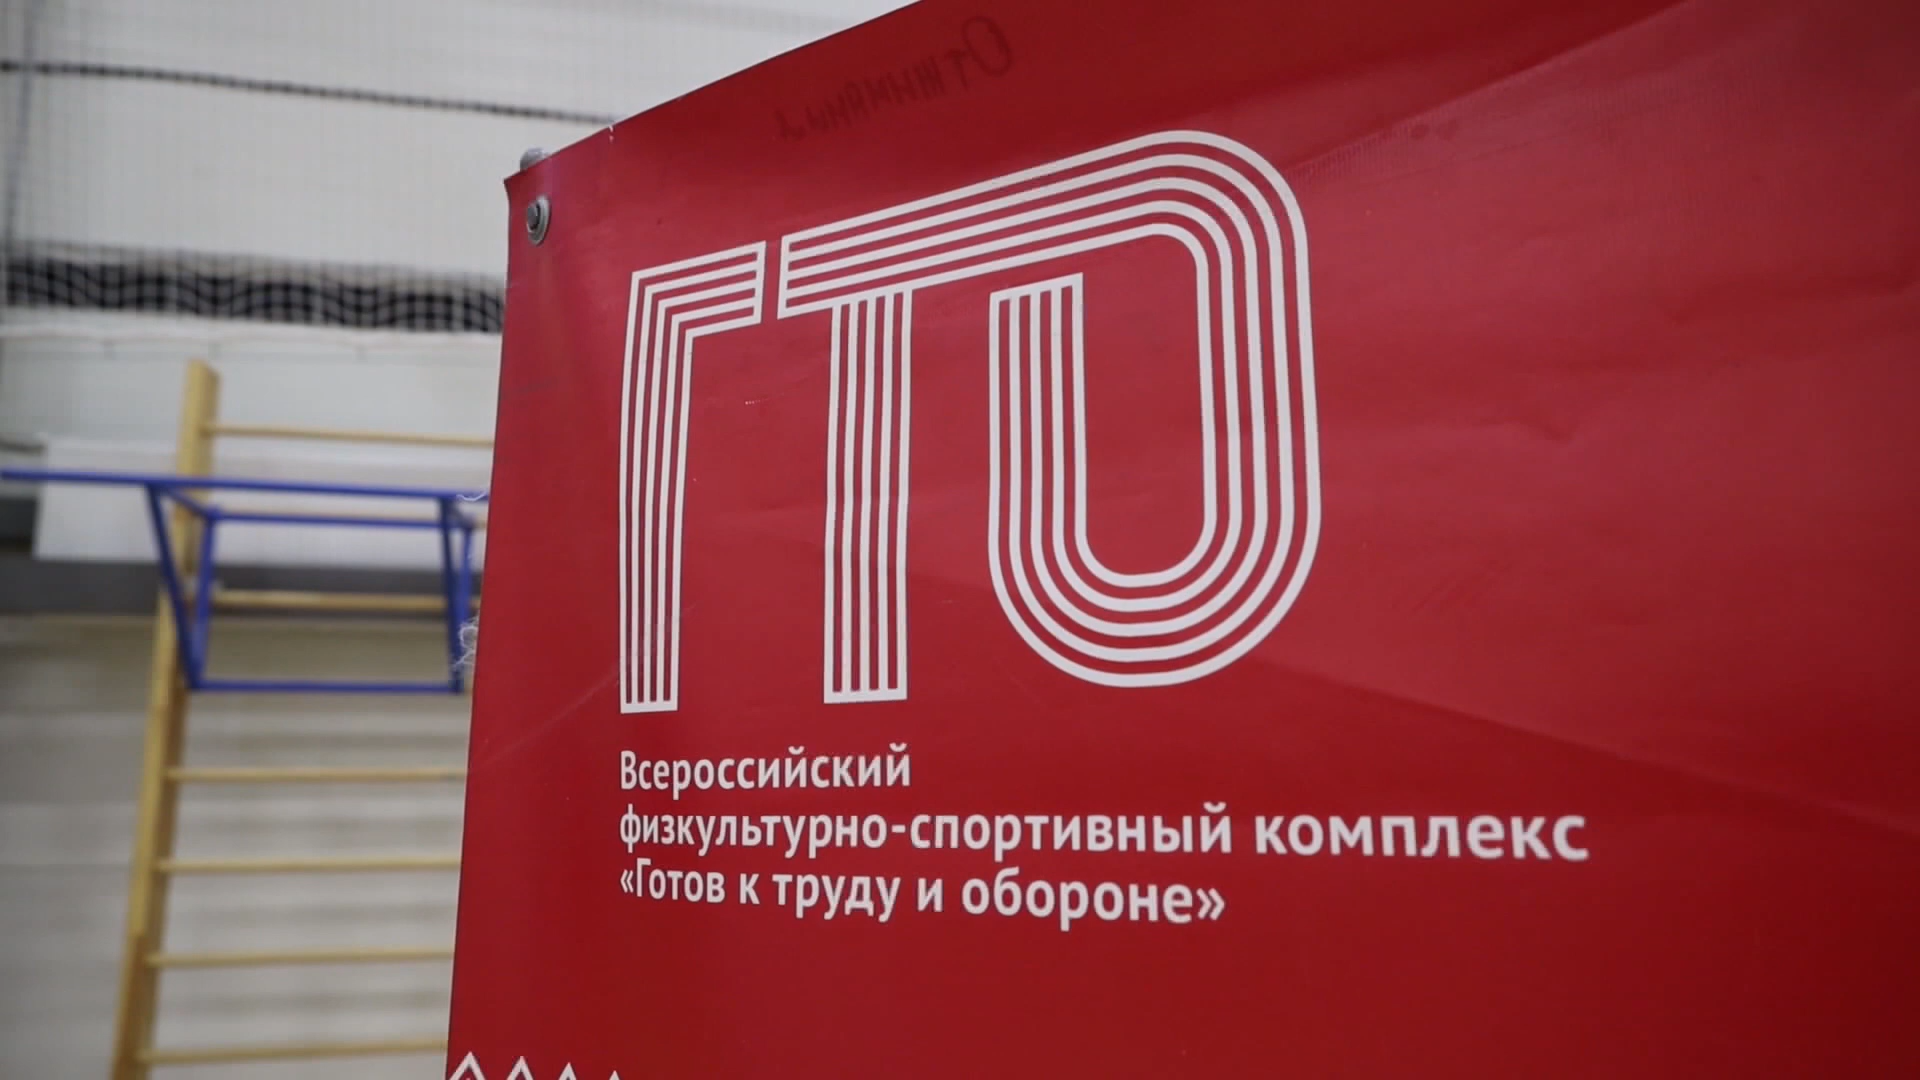 ГТО
Всероссийский
физкультурно-спортивный комплекс
«Готов к труду и обороне»